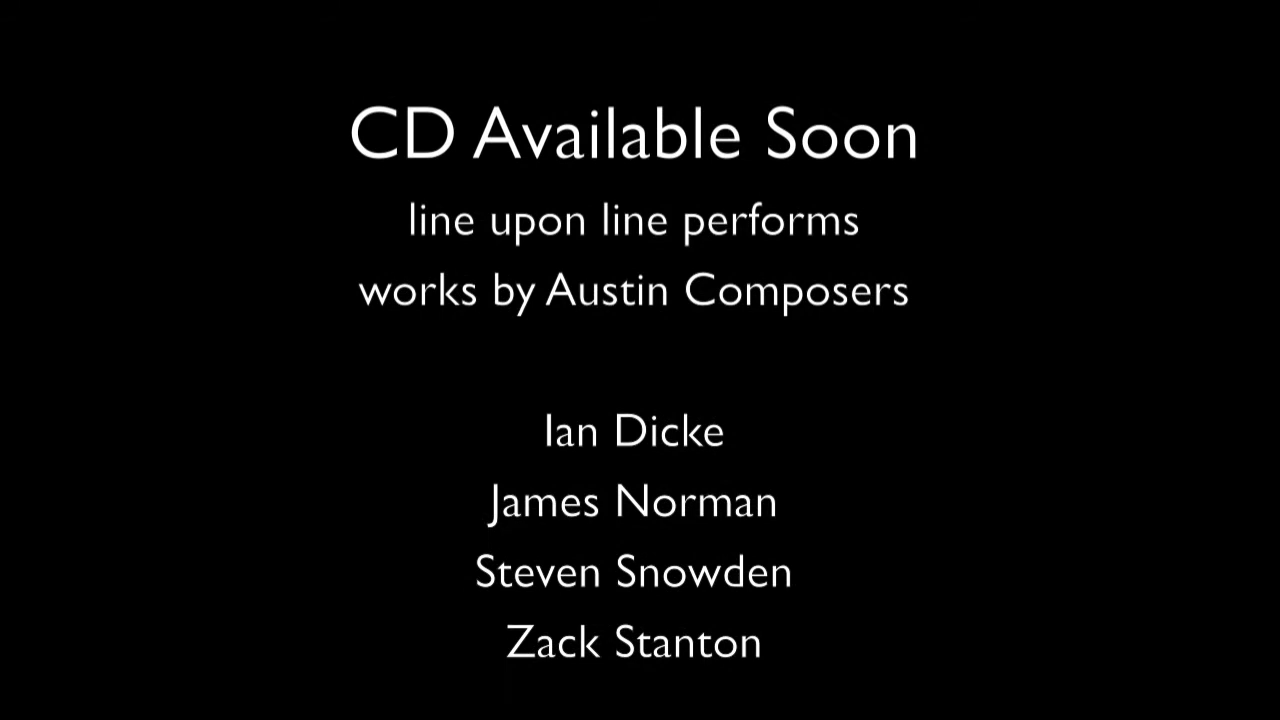 CD Available Soon
line upon line performs
works by Austin Composers
Ian Dicke
James Norman
Steven Snowden
Zack Stanton